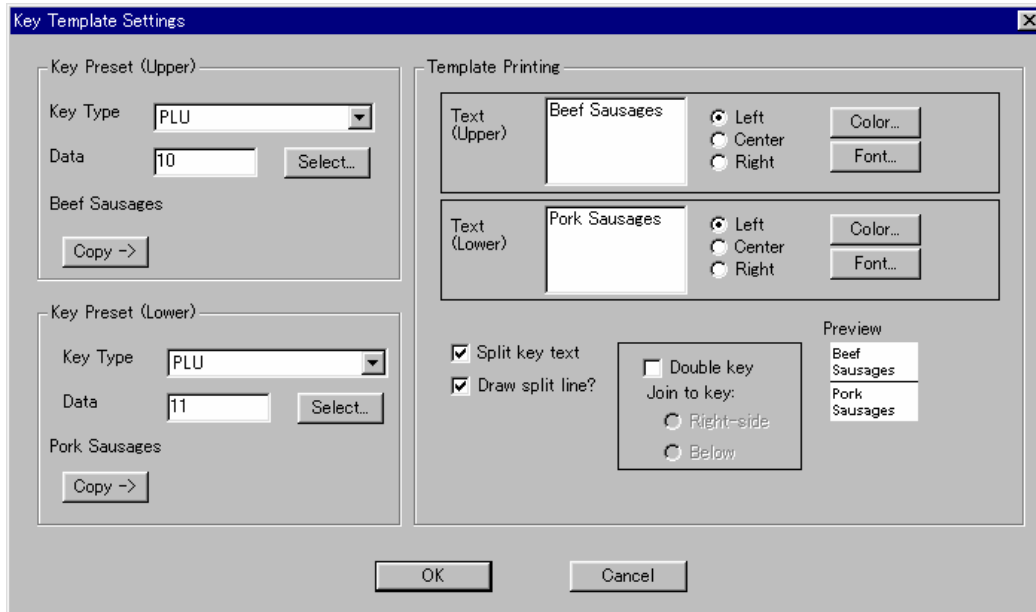 Key Template Settings
Key Preset (Upper)
Key Type
PLU
Data
10
Select...
Beef Sausages
Copy ->
Key Preset (Lower)
Key Type
PLU
Data
11
Select...
Pork Sausages
Copy ->
Template Printing
Text
(Upper)
Beef Sausages
Left
Center
Right
Color...
Font...
Text
(Lower)
Pork Sausages
Left
Center
Right
Color...
Font...
Split key text
Draw split line?
Double key
Join to key:
Right-side
Below
Preview
Beef
Sausages
Pork
Sausages
OK
Cancel